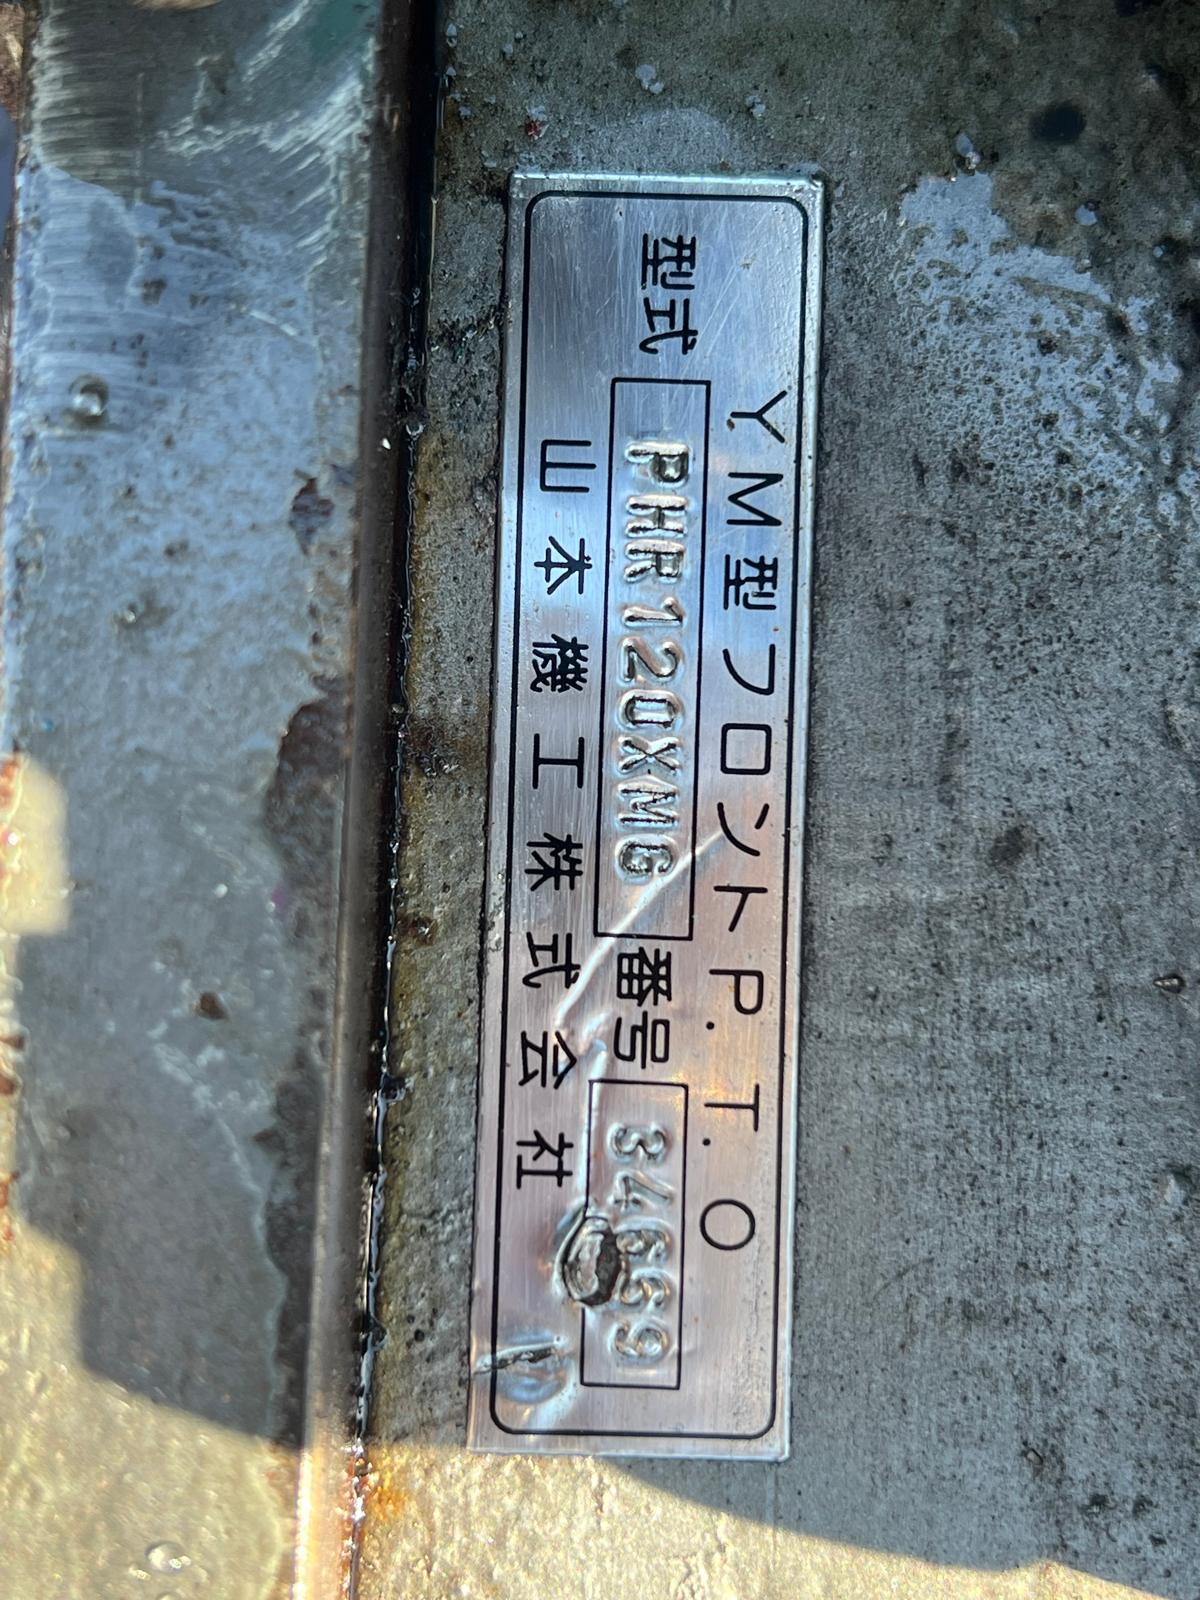 YM型フロントP.T.O
型式 PHR120XMG 番号 34669
山本機工株式会社